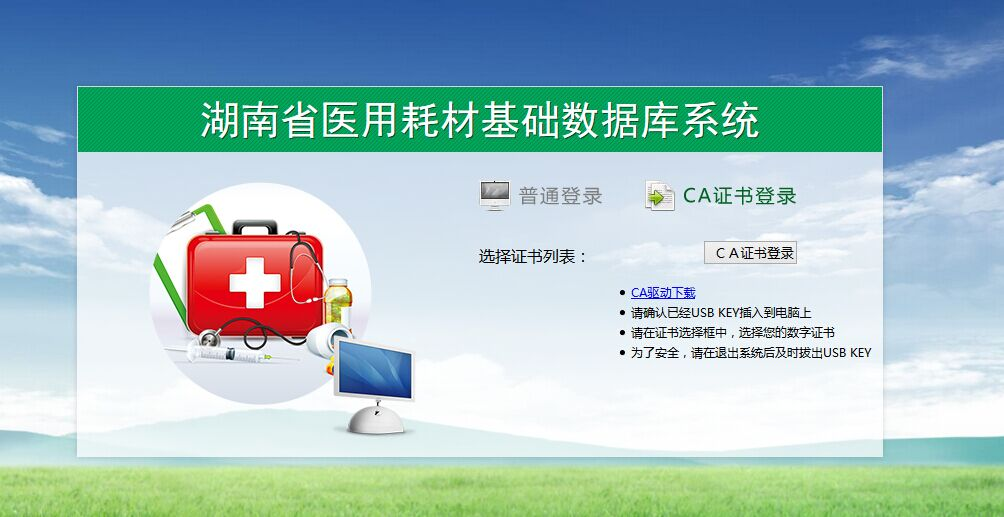 湖南省医用耗材基础数据库系统
普通登录 CA证书登录
选择证书列表： ＣＡ证书登录
CA驱动下载
请确认已经USB KEY插入到电脑上
请在证书选择框中，选择您的数字证书
为了安全，请在退出系统后及时拔出USB KEY